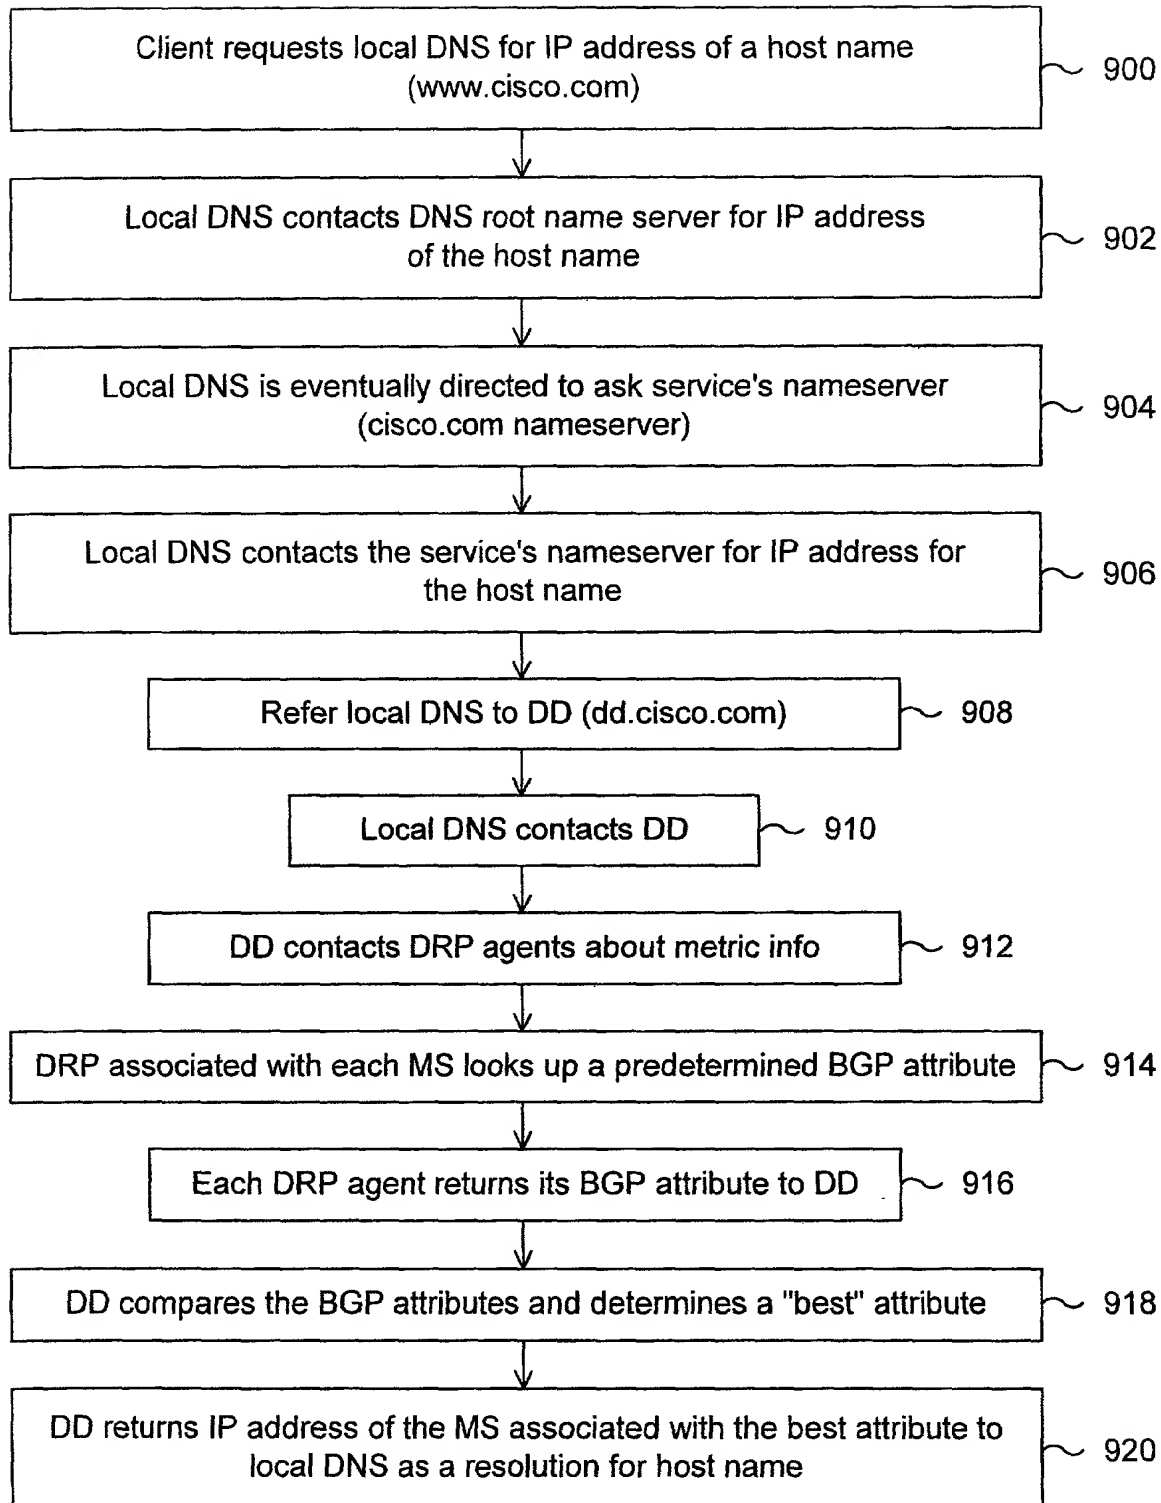 Client requests local DNS for IP address of a host name
(www.cisco.com)
900
Local DNS contacts DNS root name server for IP address
of the host name
902
Local DNS is eventually directed to ask service's nameserver
(cisco.com nameserver)
904
Local DNS contacts the service's nameserver for IP address for
the host name
906
Refer local DNS to DD (dd.cisco.com)
908
Local DNS contacts DD
910
DD contacts DRP agents about metric info
912
DRP associated with each MS looks up a predetermined BGP attribute
914
Each DRP agent returns its BGP attribute to DD
916
DD compares the BGP attributes and determines a "best" attribute
918
DD returns IP address of the MS associated with the best attribute to
local DNS as a resolution for host name
920